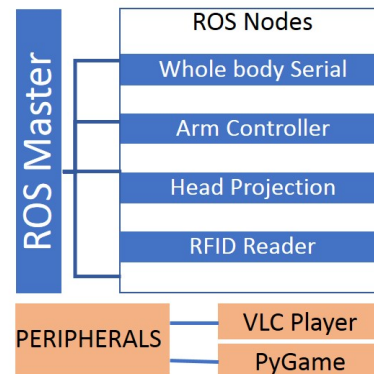 ROS Master
ROS Nodes
Whole body Serial
Arm Controller
Head Projection
RFID Reader
PERIPHERALS
VLC Player
PyGame